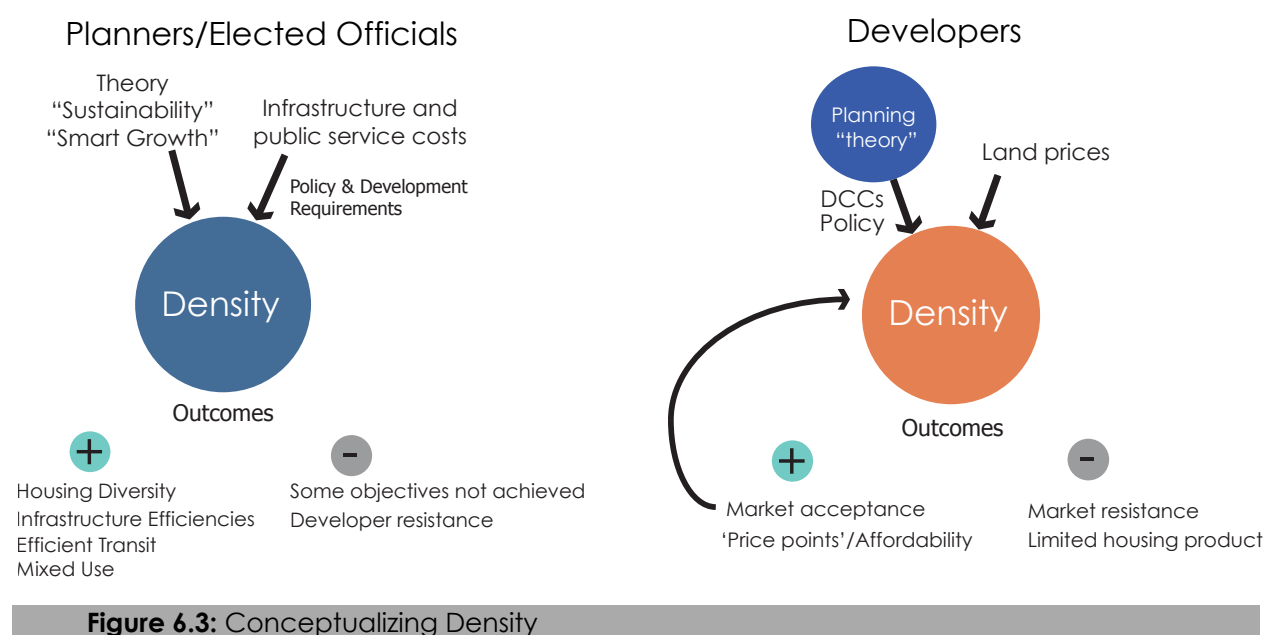 Planners/Elected Officials
Theory
“Sustainability”
“Smart Growth”
Infrastructure and
public service costs
Policy & Development
Requirements
Density
Outcomes
+
-
Housing Diversity
Infrastructure Efficiencies
Efficient Transit
Mixed Use
Some objectives not achieved
Developer resistance
Developers
Planning
“theory”
Land prices
DCCs
Policy
Density
Outcomes
+
-
Market acceptance
‘Price points’/Affordability
Market resistance
Limited housing product
Figure 6.3: Conceptualizing Density